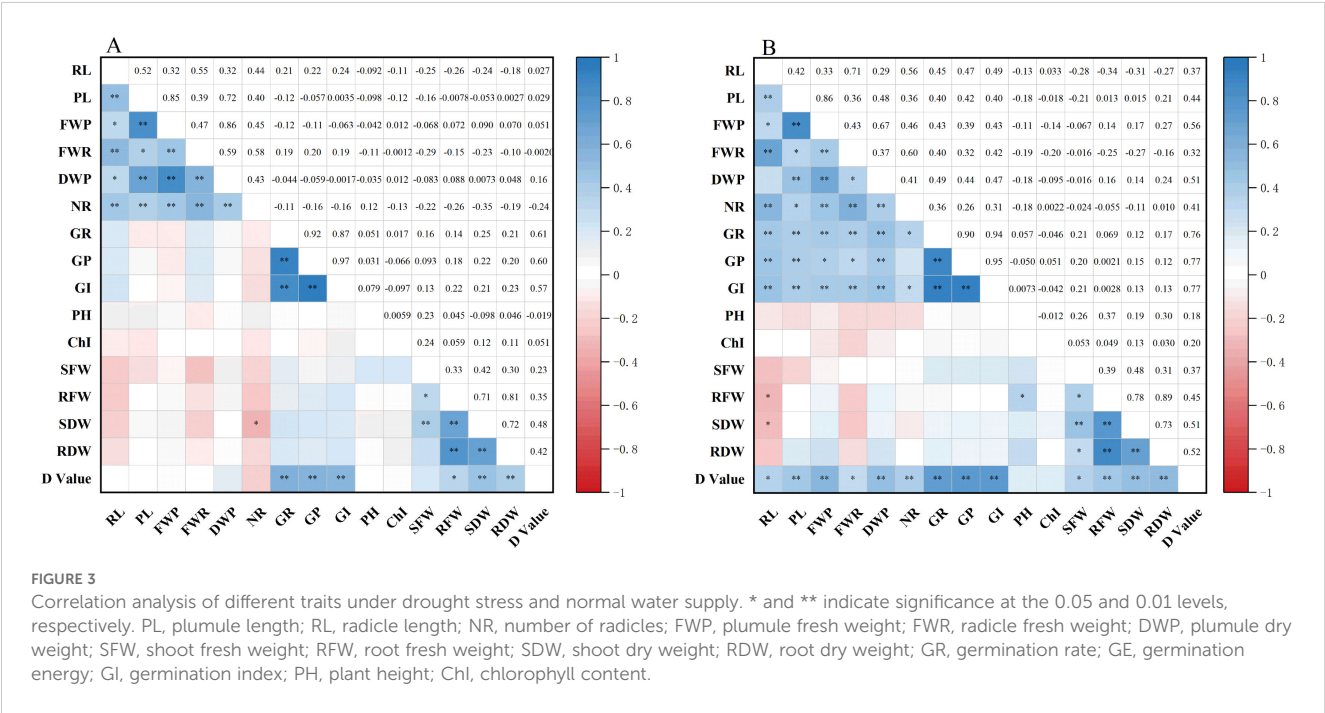 A
RL 0.52 0.32 0.55 0.32 0.44 0.21 0.22 0.24 -0.092 -0.11 -0.25 -0.26 -0.24 -0.18 0.027
PL ** 0.85 0.39 0.72 0.40 -0.12 -0.057 0.0035 -0.098 -0.12 -0.16 -0.0078 -0.053 0.0027 0.029
FWP * ** 0.47 0.86 0.45 -0.12 -0.11 -0.063 -0.042 0.012 -0.068 0.072 0.090 0.070 0.051
FWR ** * ** 0.59 0.58 0.19 0.20 0.19 -0.11 -0.0012 -0.29 -0.15 -0.23 -0.10
DWP * ** ** ** 0.43 -0.044 -0.059 -0.0017 -0.035 0.012 -0.083 0.088 0.0073 0.048 0.16
NR ** ** ** ** ** -0.11 -0.16 -0.16 0.12 -0.13 -0.22 -0.26 -0.35 -0.19 -0.24
GR 0.92 0.87 0.051 0.017 0.16 0.14 0.25 0.21 0.61
GP ** 0.97 0.031 -0.066 0.093 0.18 0.22 0.20 0.60
GI ** ** 0.079 -0.097 0.13 0.22 0.21 0.23 0.57
PH 0.0059 0.23 0.045 -0.098 0.046 -0.019
ChI 0.24 0.059 0.12 0.11 0.051
SFW 0.33 0.42 0.30 0.23
RFW * 0.71 0.81 0.35
SDW * ** ** 0.72 0.48
RDW ** ** 0.42
D Value ** ** ** * ** **
RL PL FWP FWR DWP NR GR GP GI PH ChI SFW RFW SDW RDW D Value
1
0.8
0.6
0.4
0.2
0
-0.2
-0.4
-0.6
-0.8
-1
B
RL 0.42 0.33 0.71 0.29 0.56 0.45 0.47 0.49 -0.13 0.033 -0.28 -0.34 -0.31 -0.27 0.37
PL ** 0.86 0.36 0.48 0.36 0.40 0.42 0.40 -0.18 -0.018 -0.21 0.013 0.015 0.21 0.44
FWP * ** 0.43 0.67 0.46 0.43 0.39 0.43 -0.11 -0.14 -0.067 0.14 0.17 0.27 0.56
FWR ** * ** 0.37 0.60 0.40 0.32 0.42 -0.19 -0.20 -0.016 -0.25 -0.27 -0.16 0.32
DWP ** ** * 0.41 0.49 0.44 0.47 -0.13 -0.095 -0.016 0.16 0.14 0.24 0.51
NR ** * ** ** ** 0.36 0.26 0.31 -0.18 0.0022 -0.024 -0.055 -0.11 0.010 0.41
GR ** ** ** ** ** * 0.90 0.94 0.057 -0.046 0.21 0.069 0.12 0.17 0.76
GP ** ** * * ** ** 0.95 -0.050 0.051 0.20 0.0021 0.15 0.12 0.77
GI ** ** ** ** ** * ** ** 0.0073 -0.042 0.21 0.0028 0.13 0.13 0.77
PH -0.012 0.26 0.37 0.19 0.30 0.18
ChI 0.053 0.049 0.13 0.030 0.20
SFW 0.39 0.48 0.31 0.37
RFW * * * 0.78 0.89 0.45
SDW * ** ** 0.73 0.51
RDW * ** ** 0.52
D Value * ** ** * ** ** ** ** ** * ** ** **
RL PL FWP FWR DWP NR GR GP GI PH ChI SFW RFW SDW RDW D Value
1
0.8
0.6
0.4
0.2
0
-0.2
-0.4
-0.6
-0.8
-1
FIGURE 3
Correlation analysis of different traits under drought stress and normal water supply. * and ** indicate significance at the 0.05 and 0.01 levels,
respectively. PL, plumule length; RL, radicle length; NR, number of radicles; FWP, plumule fresh weight; FWR, radicle fresh weight; DWP, plumule dry
weight; SFW, shoot fresh weight; RFW, root fresh weight; SDW, shoot dry weight; RDW, root dry weight; GR, germination rate; GE, germination
energy; GI, germination index; PH, plant height; Chl, chlorophyll content.